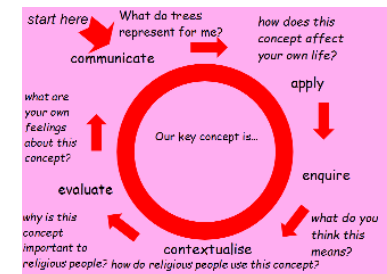 start here
What do trees
represent for me?
communicate
how does this
concept affect
your own life?
apply
enquire
what do you
think this
means?
contextualise
how do religious people use this concept?
why is this
concept
important to
religious people?
evaluate
what are
your own
feelings
about this
concept?
Our key concept is...